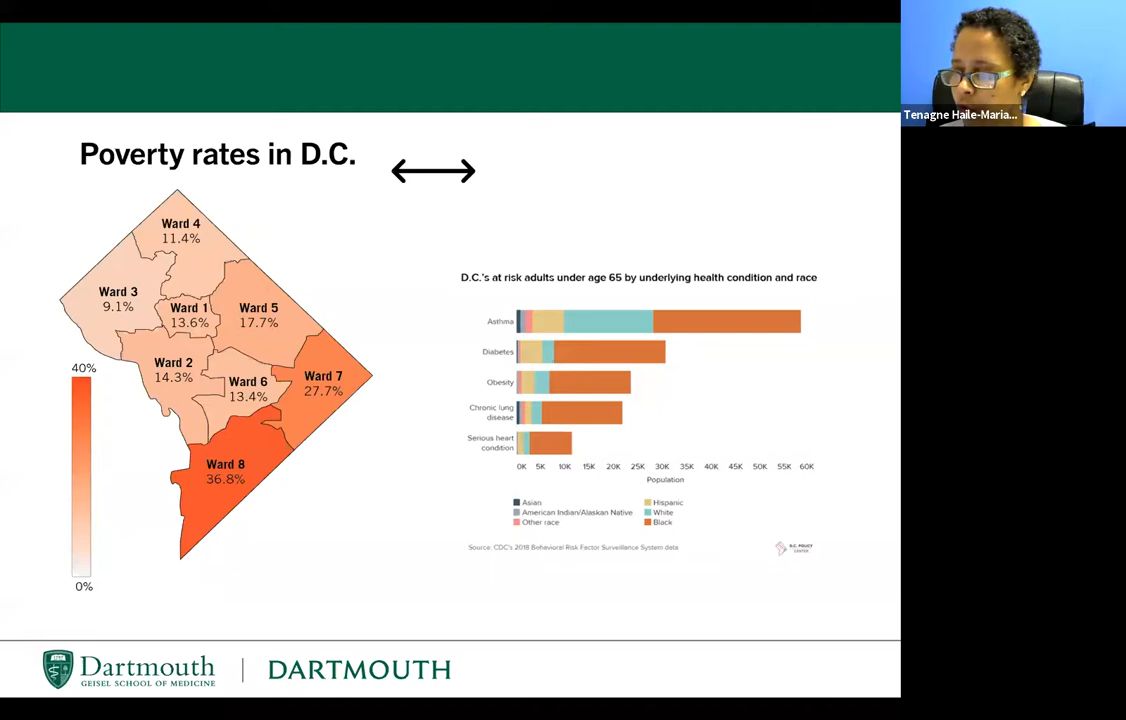 Tenagne Haile-Maria...
Poverty rates in D.C.
Ward 4
11.4%
Ward 3
9.1%
Ward 1
13.6%
Ward 5
17.7%
Ward 2
14.3%
Ward 6
13.4%
Ward 7
27.7%
Ward 8
36.8%
40%
0%
D.C.'s at risk adults under age 65 by underlying health condition and race
Asthma
Diabetes
Obesity
Chronic lung
disease
Serious heart
condition
0K 5K 10K 15K 20K 25K 30K 35K 40K 45K 50K 55K 60K
Population
Asian
American Indian/Alaskan Native
Other race
Hispanic
White
Black
Source: CDC's 2018 Behavioral Risk Factor Surveillance System data
D.C. POLICY
CENTER
Dartmouth
GEISEL SCHOOL OF MEDICINE
DARTMOUTH